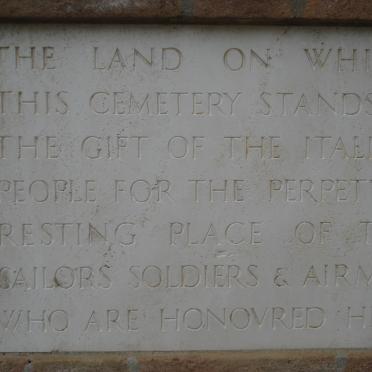 THE LAND ON WHI
THIS CEMETERY STANDS
THE GIFT OF THE ITALI
PEOPLE FOR THE PERPET
RESTING PLACE OF T
SAILORS SOLDIERS & AIRM
WHO ARE HONOVRED H